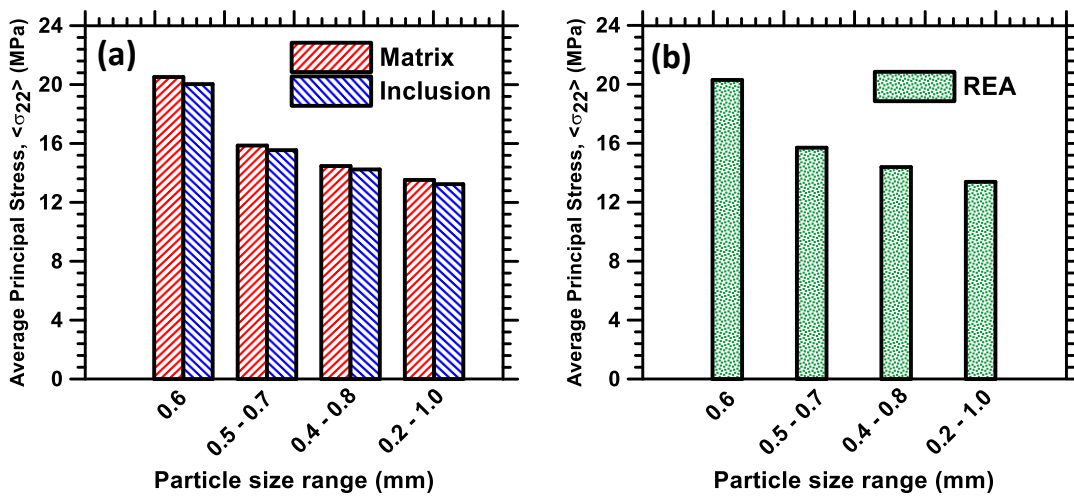 (a)
Matrix
Inclusion
Average Principal Stress, <σ22> (MPa)
24
20
16
12
8
4
0
0.6
0.5 - 0.7
0.4 - 0.8
0.2 - 1.0
Particle size range (mm)
(b)
REA
Average Principal Stress, <σ22> (MPa)
24
20
16
12
8
4
0
0.6
0.5 - 0.7
0.4 - 0.8
0.2 - 1.0
Particle size range (mm)